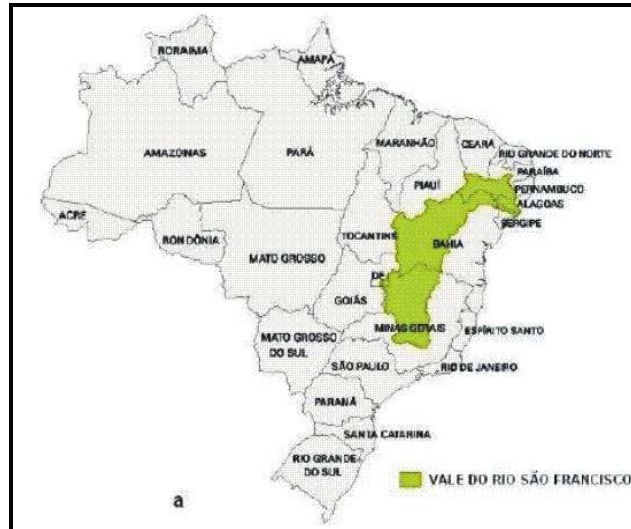 RORAIMA
AMAPÁ
AMAZONAS
PARÁ
MARANHÃO
CEARÁ
RIO GRANDE DO NORTE
PARAÍBA
PIAUÍ
PERNAMBUCO
ALAGOAS
SERGIPE
ACRE
RONDÔNIA
TOCANTINS
BAHIA
MATO GROSSO
DF
GOIÁS
MINAS GERAIS
ESPÍRITO SANTO
MATO GROSSO
DO SUL
SÃO PAULO
RIO DE JANEIRO
PARANÁ
SANTA CATARINA
RIO GRANDE
DO SUL
VALE DO RIO SÃO FRANCISCO
a